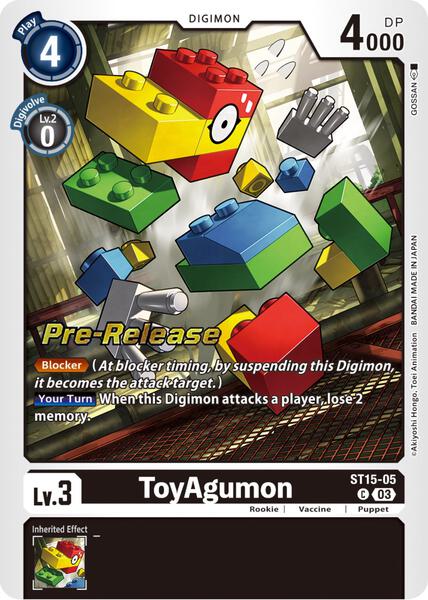 Play
4
DIGIMON
DP
4000
Digivolve
Lv.2
0
GOSSAN
©Akiyoshi Hongo, Toei Animation BANDAI MADE IN JAPAN
Pre-Release
Blocker (At blocker timing, by suspending this Digimon,
it becomes the attack target.)
Your Turn When this Digimon attacks a player, lose 2
memory.
Lv.3
ToyAgumon
ST15-05
C 03
Rookie | Vaccine | Puppet
Inherited Effect
–